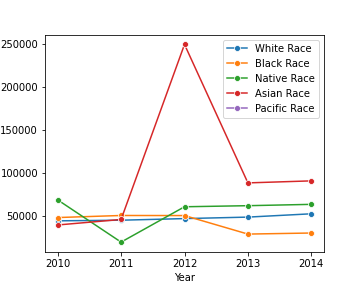 250000
200000
150000
100000
50000
2010 2011 2012 2013 2014
Year
White Race
Black Race
Native Race
Asian Race
Pacific Race